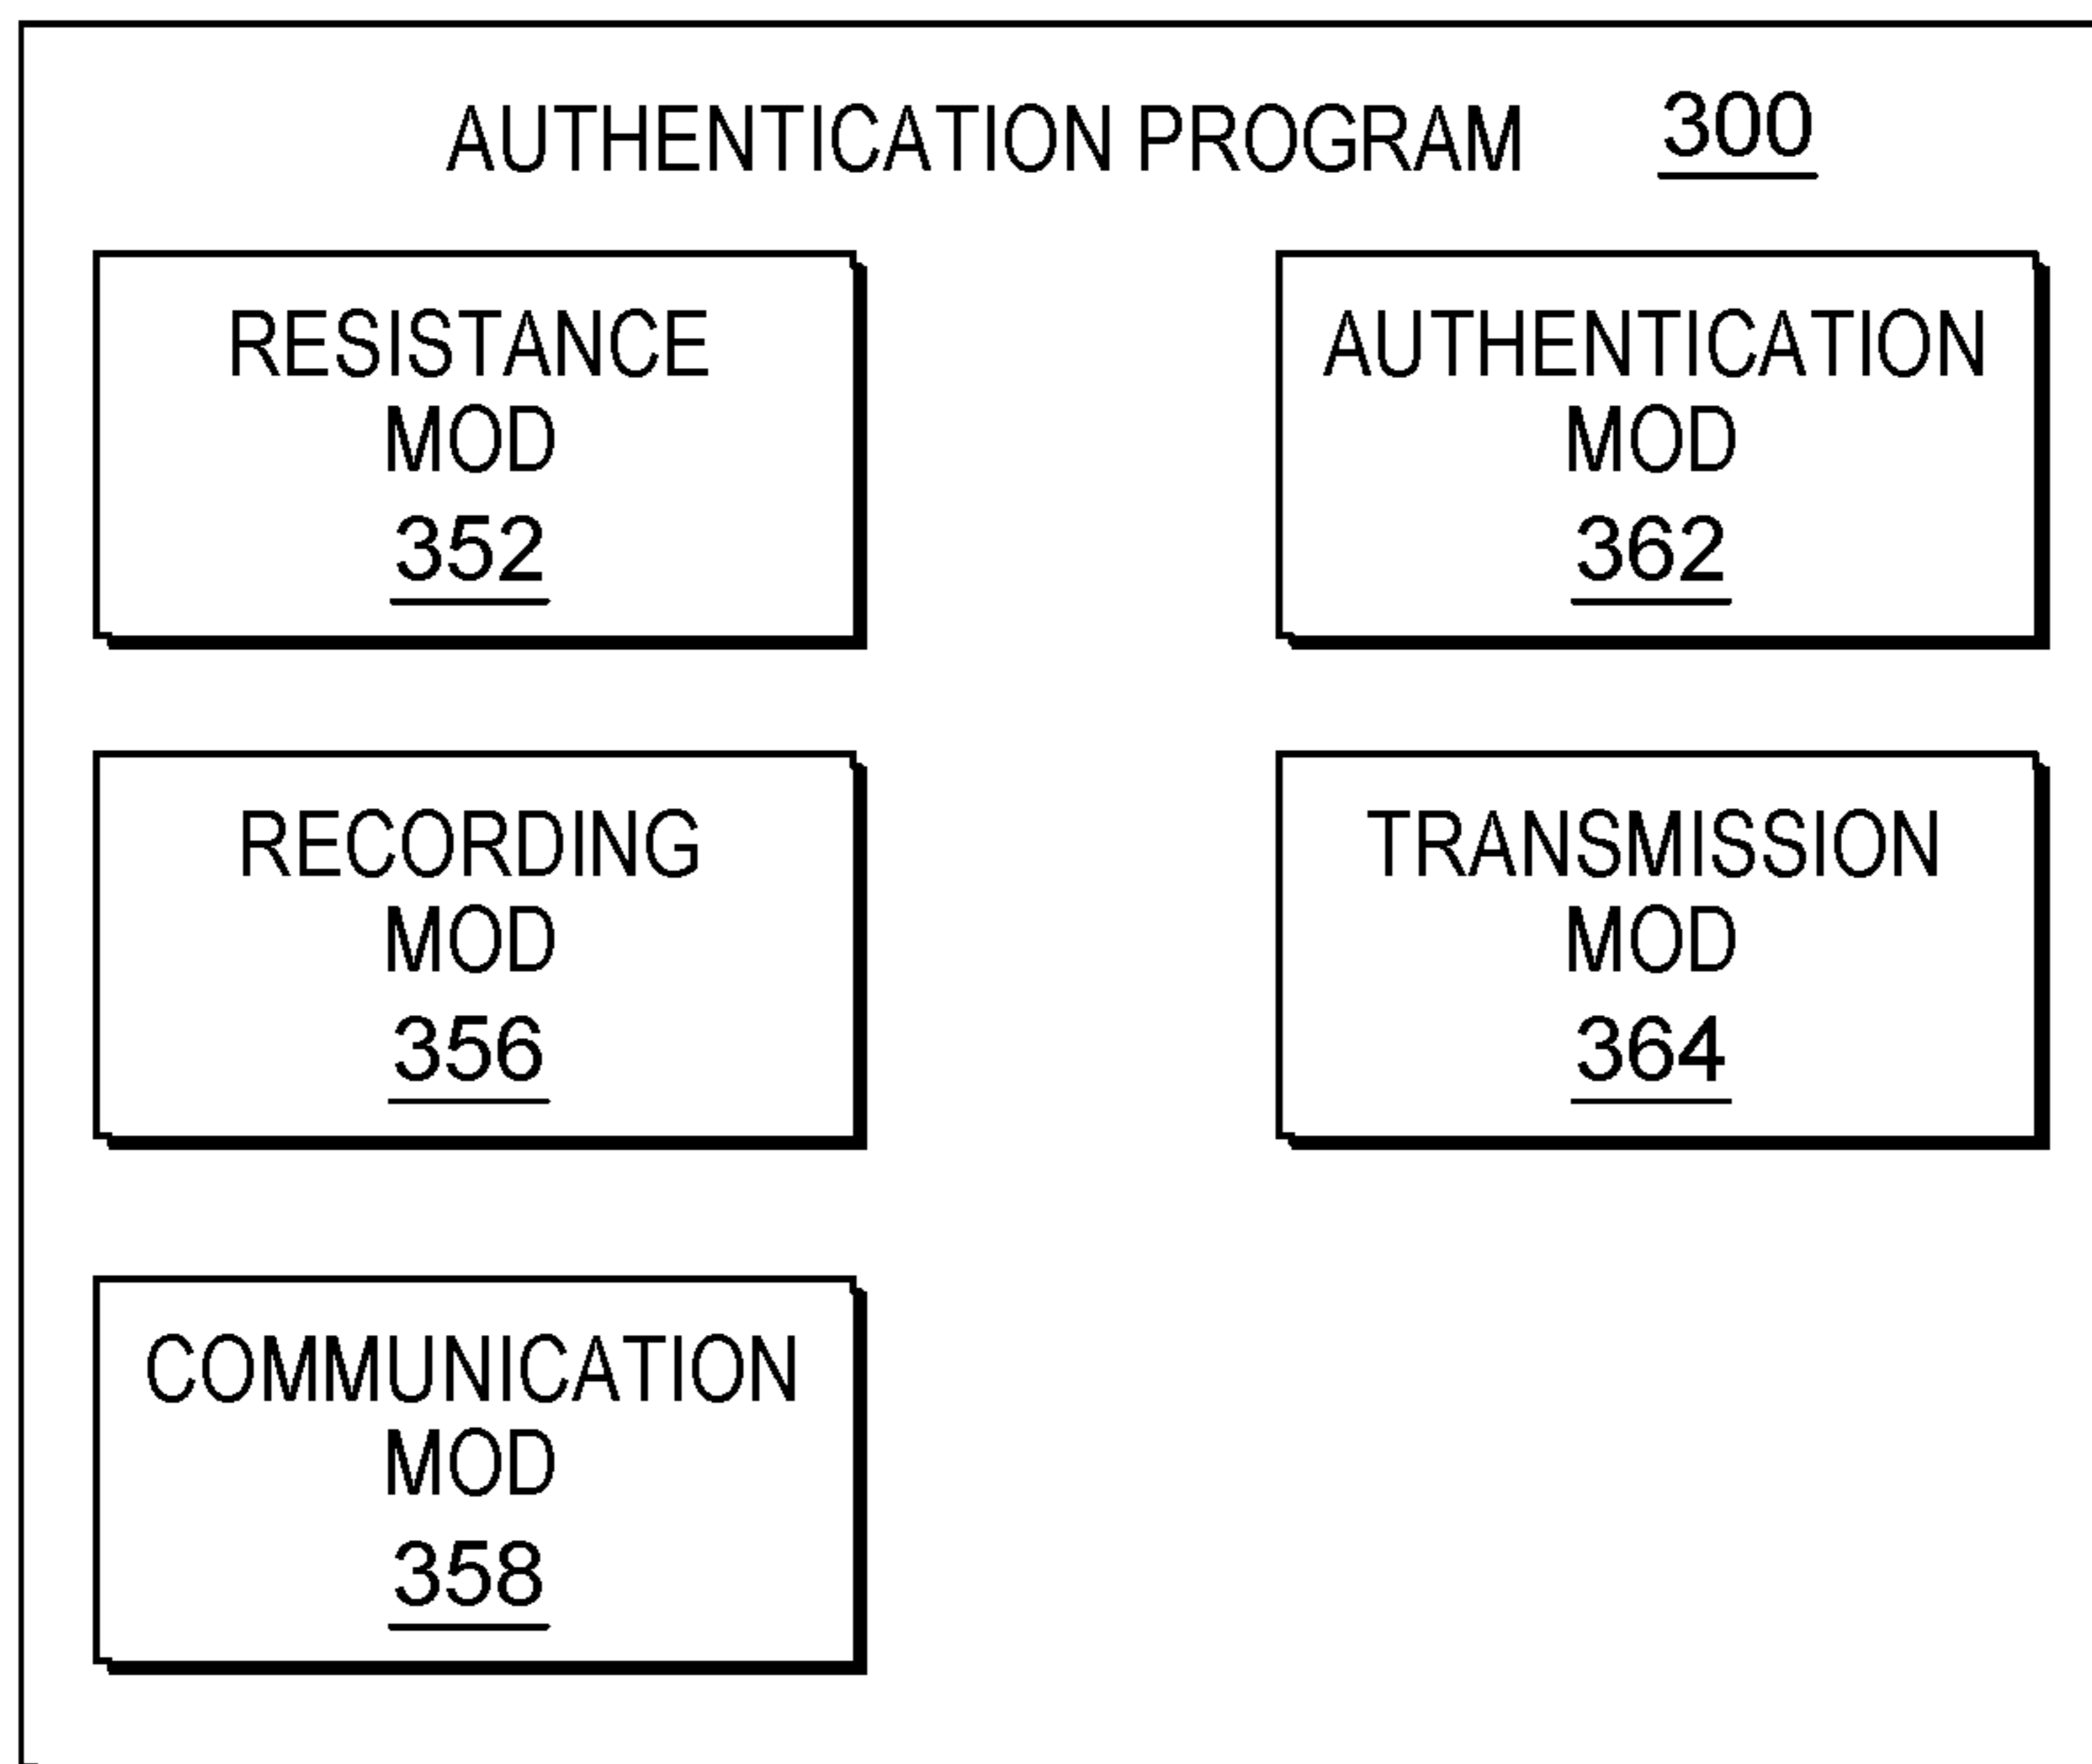 AUTHENTICATION PROGRAM 300
RESISTANCE
MOD
352
AUTHENTICATION
MOD
362
RECORDING
MOD
356
TRANSMISSION
MOD
364
COMMUNICATION
MOD
358